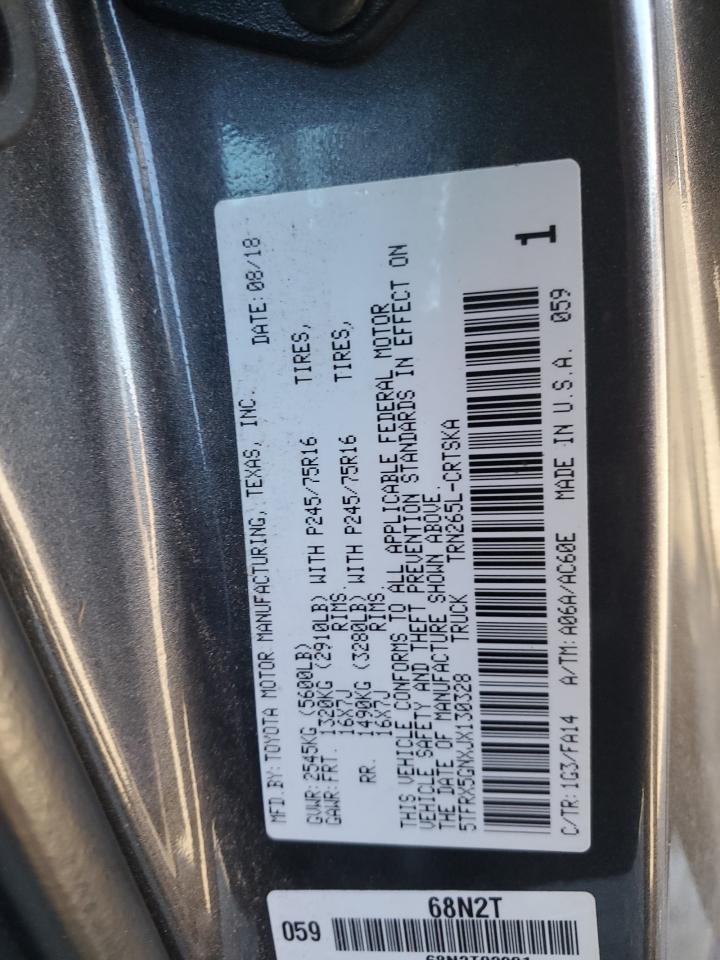 MFD.BY:TOYOTA MOTOR MANUFACTURING, TEXAS, INC. DATE:08/18
GVWR:2545KG (5600LB)
GAWR:FRT. 1320KG (2910LB) WITH P245/75R16 TIRES,
16X7J RIMS.
RR. 1490KG (3280LB) WITH P245/75R16 TIRES,
16X7J RIMS.
THIS VEHICLE CONFORMS TO ALL APPLICABLE FEDERAL MOTOR
VEHICLE SAFETY AND THEFT PREVENTION STANDARDS IN EFFECT ON
THE DATE OF MANUFACTURE SHOWN ABOVE.
5TFRX5GNXJX130328 TRUCK TRN265L-CRTSKA
1
C/TR:1G3/FA14 A/TM:A06A/AC60E MADE IN U.S.A. 059
68N2T
059